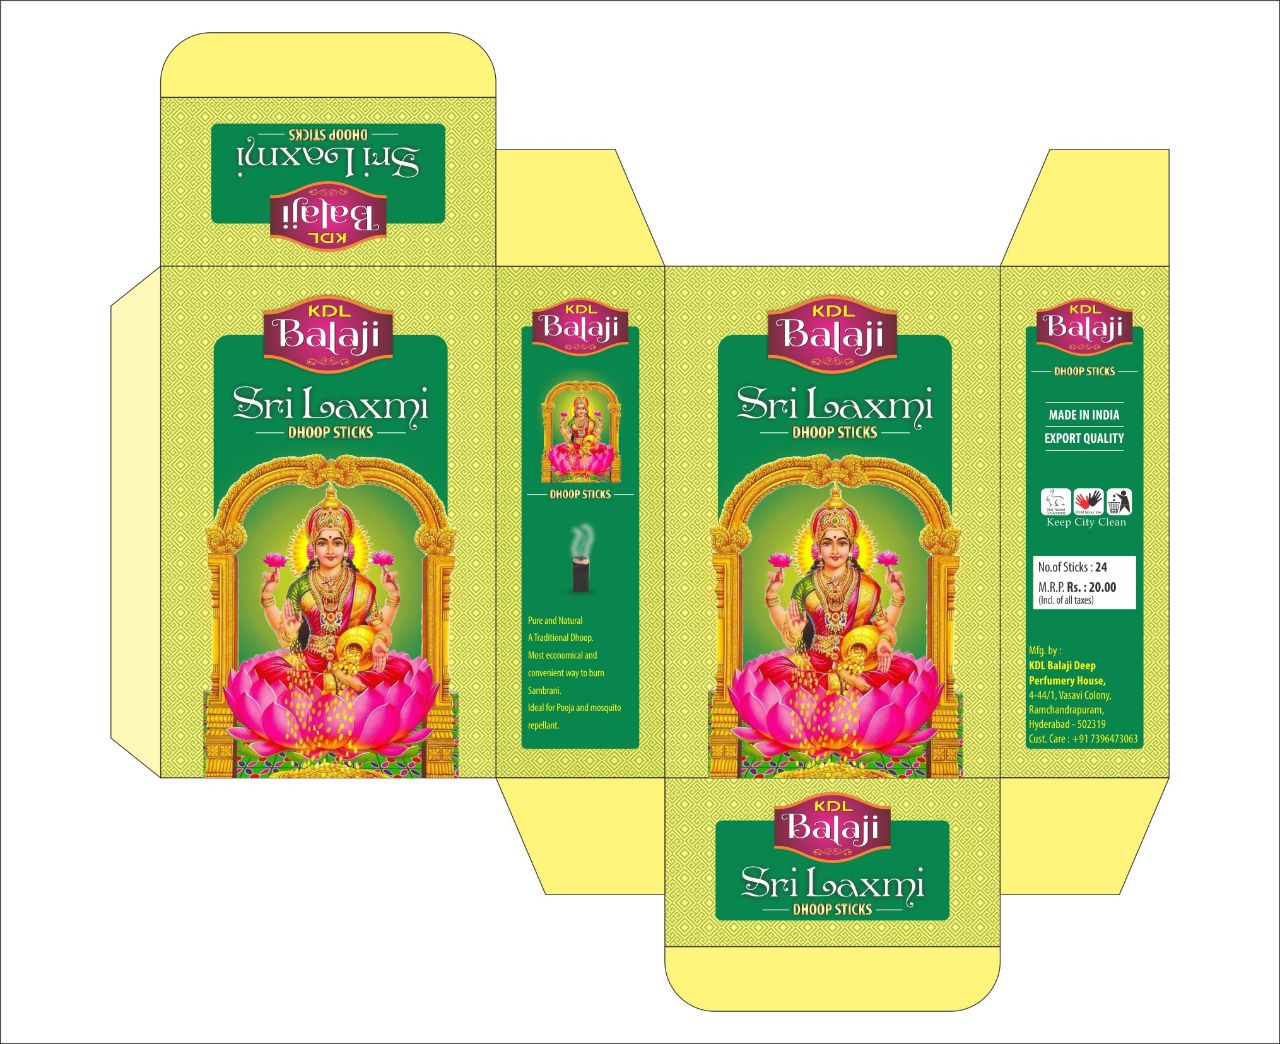 Sri Laxmi
DHOOP STICKS
KDL
Balaji
KDL
Balaji
Sri Laxmi
DHOOP STICKS
KDL
Balaji
DHOOP STICKS
Pure and Natural
A Traditional Dhoop.
Most economical and
convenient way to burn
Sambrani.
Ideal for Pooja and mosquito
repellant.
KDL
Balaji
Sri Laxmi
DHOOP STICKS
KDL
Balaji
DHOOP STICKS
MADE IN INDIA
EXPORT QUALITY
Keep City Clean
No.of Sticks : 24
M.R.P. Rs. : 20.00
(Incl. of all taxes)
Mfg. by :
KDL Balaji Deep
Perfumery House,
4-44/1, Vasavi Colony,
Ramchandrapuram,
Hyderabad - 502319
Cust. Care : +91 7396473063
KDL
Balaji
Sri Laxmi
DHOOP STICKS